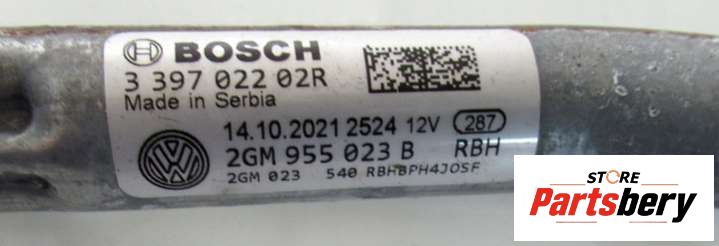 BOSCH
3 397 022 02R
Made in Serbia
14.10.2021 2524 12V 287
2GM 955 023 B RBH
2GM 023 540 RBHBPH4JOSF
STORE
Partsbery